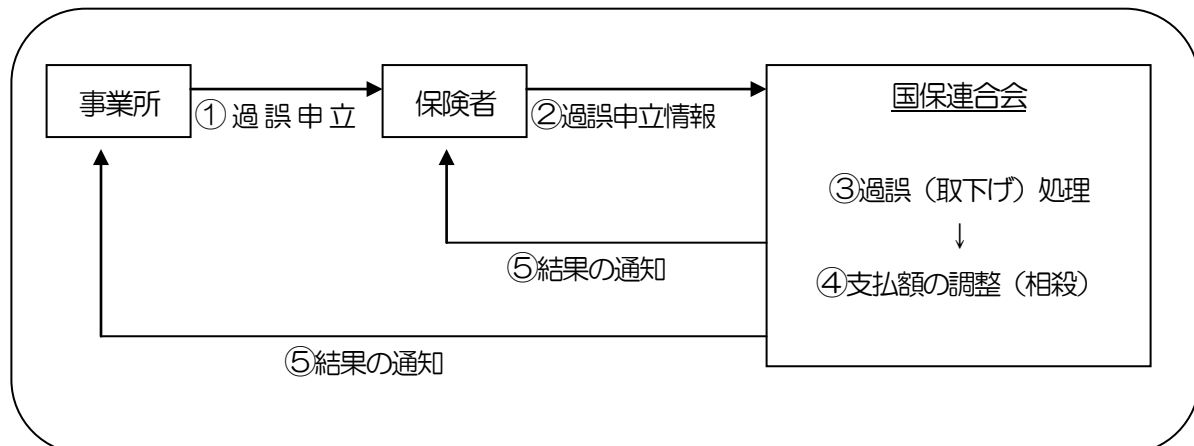 事業所
①過誤申立
保険者
②過誤申立情報
国保連合会
③過誤（取下げ）処理
↓
④支払額の調整（相殺）
⑤結果の通知
⑤結果の通知